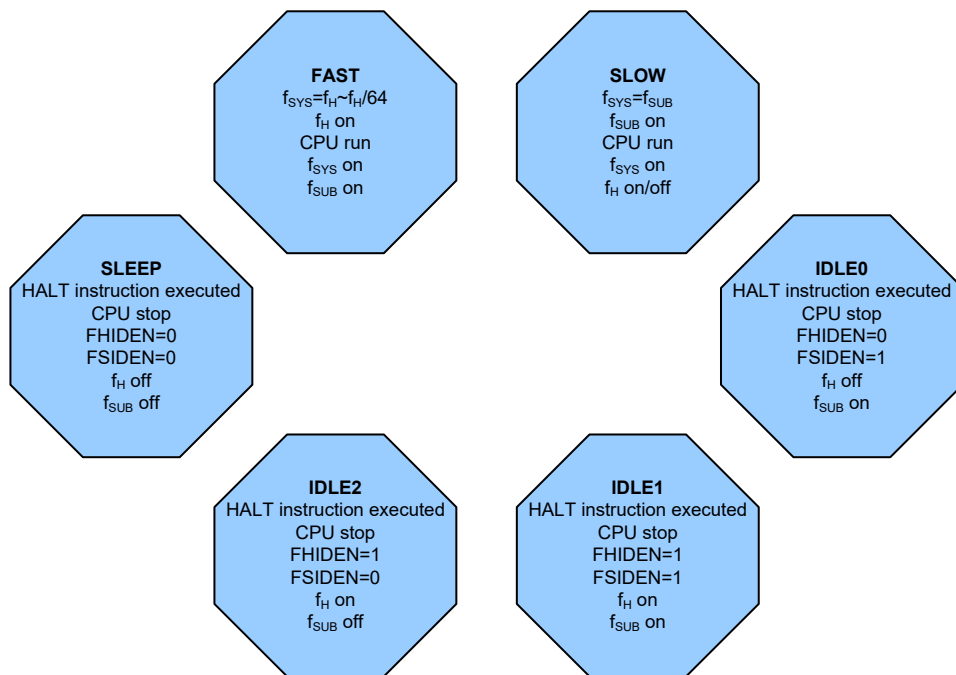 FAST
fSYS=fH~fH/64
fH on
CPU run
fSYS on
fSUB on
SLOW
fSYS=fSUB
fSUB on
CPU run
fSYS on
fH on/off
SLEEP
HALT instruction executed
CPU stop
FHIDEN=0
FSIDEN=0
fH off
fSUB off
IDLE0
HALT instruction executed
CPU stop
FHIDEN=0
FSIDEN=1
fH off
fSUB on
IDLE2
HALT instruction executed
CPU stop
FHIDEN=1
FSIDEN=0
fH on
fSUB off
IDLE1
HALT instruction executed
CPU stop
FHIDEN=1
FSIDEN=1
fH on
fSUB on